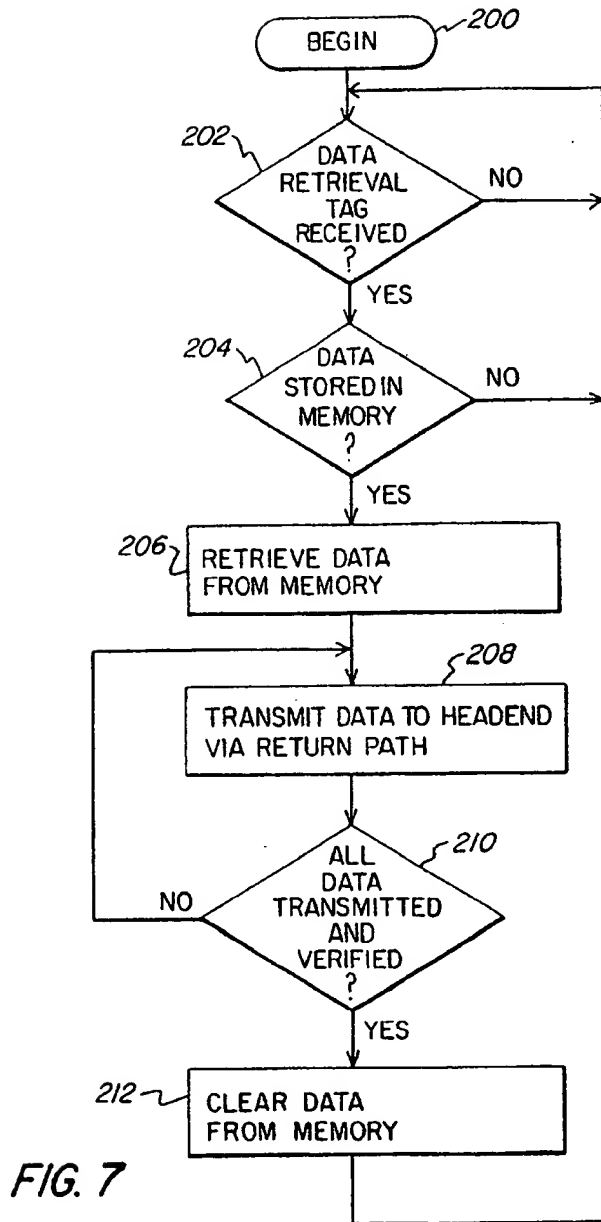 BEGIN
200
202
DATA
RETRIEVAL
TAG
RECEIVED
?
NO
YES
204
DATA
STORED IN
MEMORY
?
NO
YES
206
RETRIEVE DATA
FROM MEMORY
208
TRANSMIT DATA TO HEADEND
VIA RETURN PATH
210
ALL
DATA
TRANSMITTED
AND
VERIFIED
?
NO
YES
212
CLEAR DATA
FROM MEMORY
FIG. 7